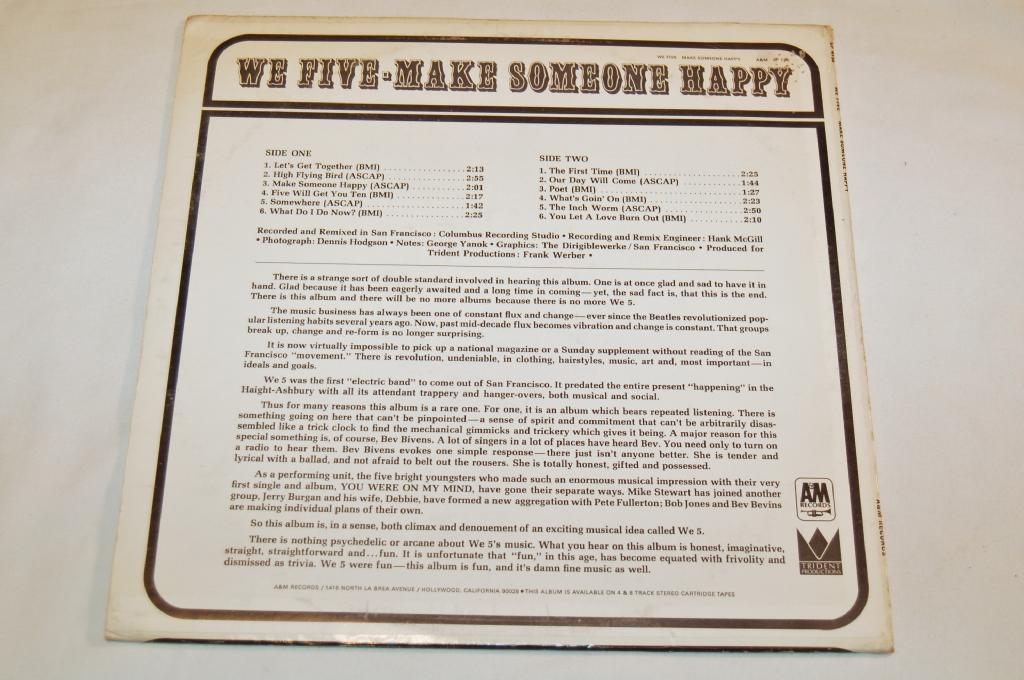 WE FIVE MAKE SOMEONE HAPPY A&M SP
WE FIVE-MAKE SOMEONE HAPPY
SIDE ONE
1. Let's Get Together (BMI) ..................... 2:13
2. High Flying Bird (ASCAP) ..................... 2:55
3. Make Someone Happy (ASCAP) ............. 2:01
4. Five Will Get You Ten (BMI) ................. 2:17
5. Somewhere (ASCAP) ......................... 1:42
6. What Do I Do Now? (BMI) ................... 2:25
SIDE TWO
1. The First Time (BMI) ......................... 2:25
2. Our Day Will Come (ASCAP) ............... 1:44
3. Poet (BMI) ................................... 1:27
4. What's Goin' On (BMI) ....................... 2:23
5. The Inch Worm (ASCAP) ..................... 2:50
6. You Let A Love Burn Out (BMI) ............. 2:10
Recorded and Remixed in San Francisco: Columbus Recording Studio • Recording and Remix Engineer: Hank McGill
• Photograph: Dennis Hodgson • Notes: George Yanok • Graphics: The Dirigiblewerke / San Francisco • Produced for
Trident Productions: Frank Werber •
There is a strange sort of double standard involved in hearing this album. One is at once glad and sad to have it in
hand. Glad because it has been eagerly awaited and a long time in coming—yet, the sad fact is, that this is the end.
There is this album and there will be no more albums because there is no more We 5.
The music business has always been one of constant flux and change—ever since the Beatles revolutionized pop-
ular listening habits several years ago. Now, past mid-decade flux becomes vibration and change is constant. That groups
break up, change and re-form is no longer surprising.
It is now virtually impossible to pick up a national magazine or a Sunday supplement without reading of the San
Francisco "movement." There is revolution, undeniable, in clothing, hairstyles, music, art and, most important—in
ideals and goals.
We 5 was the first "electric band" to come out of San Francisco. It predated the entire present "happening" in the
Haight-Ashbury with all its attendant trappery and hanger-overs, both musical and social.
Thus for many reasons this album is a rare one. For one, it is an album which bears repeated listening. There is
something going on here that can't be pinpointed—a sense of spirit and commitment that can't be arbitrarily disas-
sembled like a trick clock to find the mechanical gimmicks and trickery which gives it being. A major reason for this
special something is, of course, Bev Bivens. A lot of singers in a lot of places have heard Bev. You need only to turn on
a radio to hear them. Bev Bivens evokes one simple response—there just isn't anyone better. She is tender and
lyrical with a ballad, and not afraid to belt out the rousers. She is totally honest, gifted and possessed.
As a performing unit, the five bright youngsters who made such an enormous musical impression with their very
first single and album, YOU WERE ON MY MIND, have gone their separate ways. Mike Stewart has joined another
group, Jerry Burgan and his wife, Debbie, have formed a new aggregation with Pete Fullerton; Bob Jones and Bev Bevins
are making individual plans of their own.
So this album is, in a sense, both climax and denouement of an exciting musical idea called We 5.
There is nothing psychedelic or arcane about We 5's music. What you hear on this album is honest, imaginative,
straight, straightforward and...fun. It is unfortunate that "fun," in this age, has become equated with frivolity and
dismissed as trivia. We 5 were fun—this album is fun, and it's damn fine music as well.
A&M RECORDS / 1416 NORTH LA BREA AVENUE / HOLLYWOOD, CALIFORNIA 90028 • THIS ALBUM IS AVAILABLE ON 4 & 8 TRACK STEREO CARTRIDGE TAPES
A&M
RECORDS
TRIDENT
PRODUCTIONS
WE FIVE MAKE SOMEONE HAPPY
A&M RECORDS